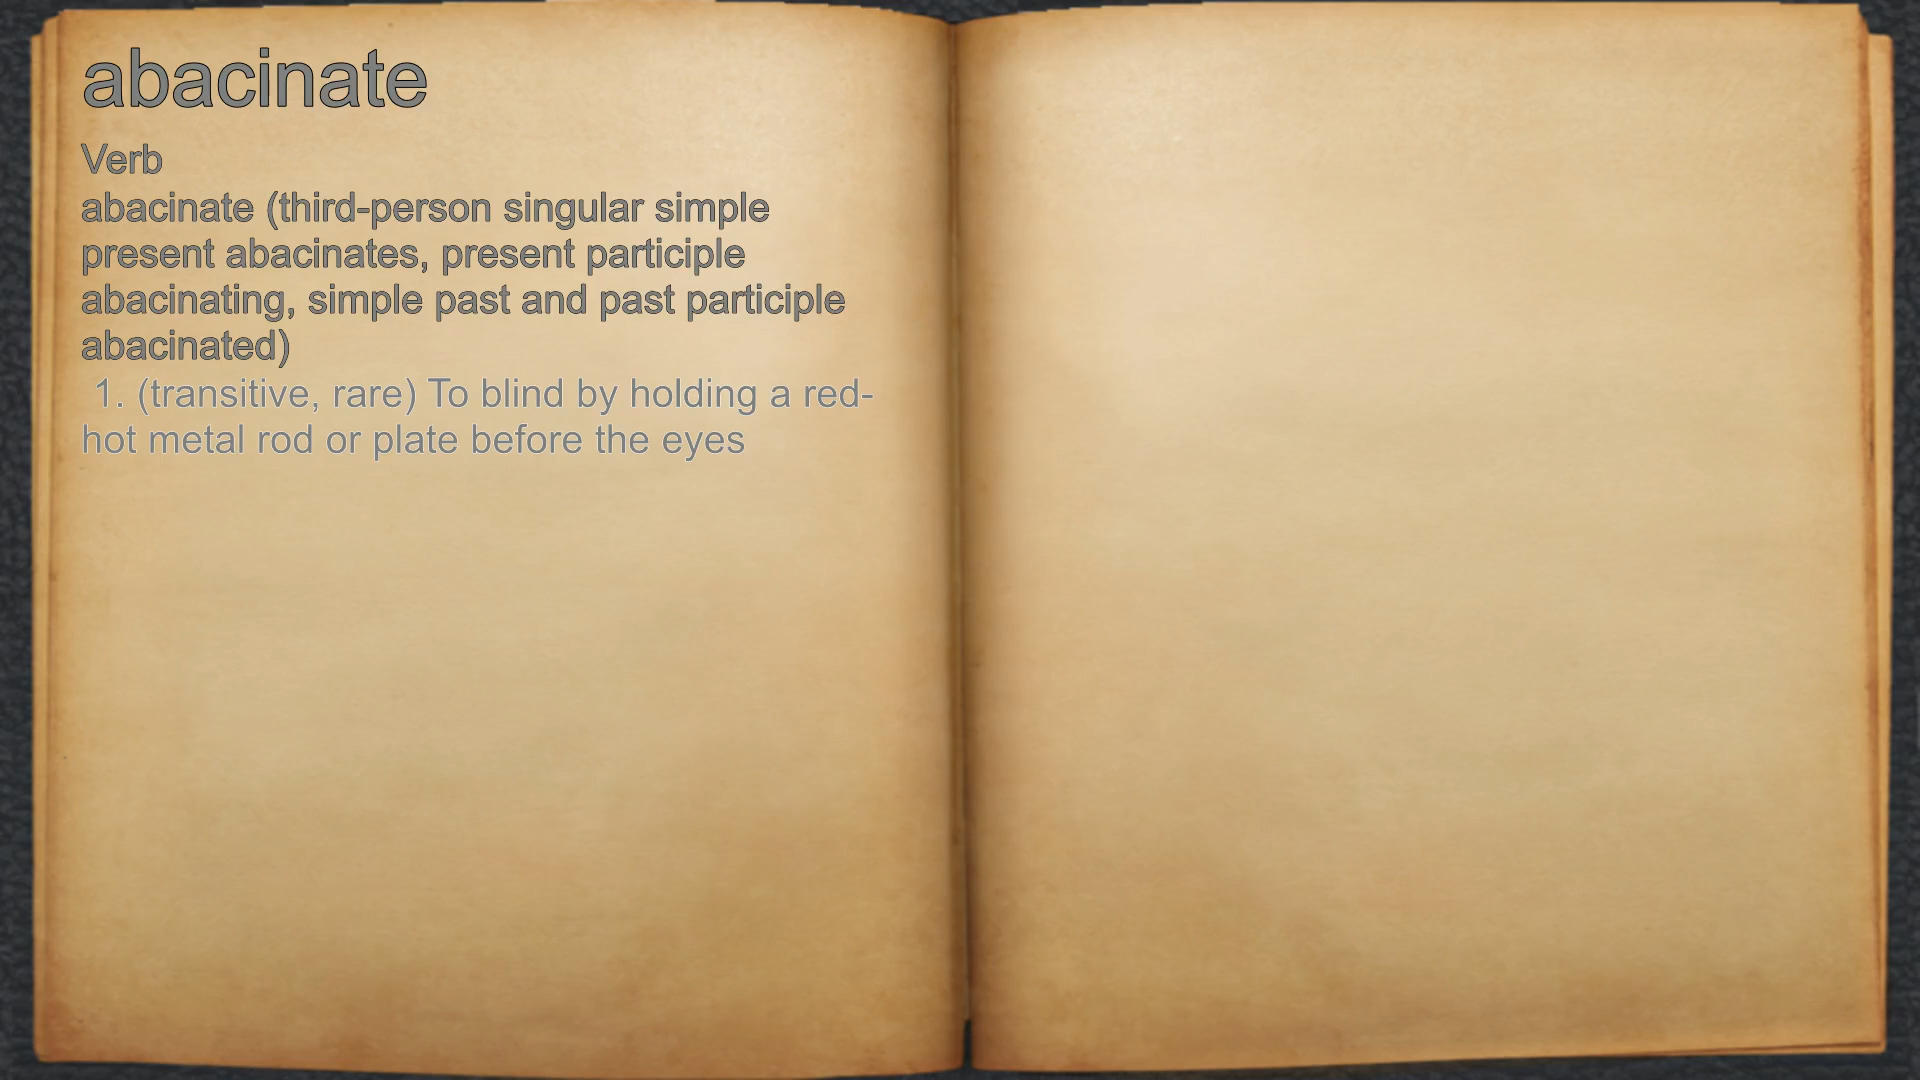 abacinate
Verb
abacinate (third-person singular simple
present abacinates, present participle
abacinating, simple past and past participle
abacinated)
1. (transitive, rare) To blind by holding a red-
hot metal rod or plate before the eyes